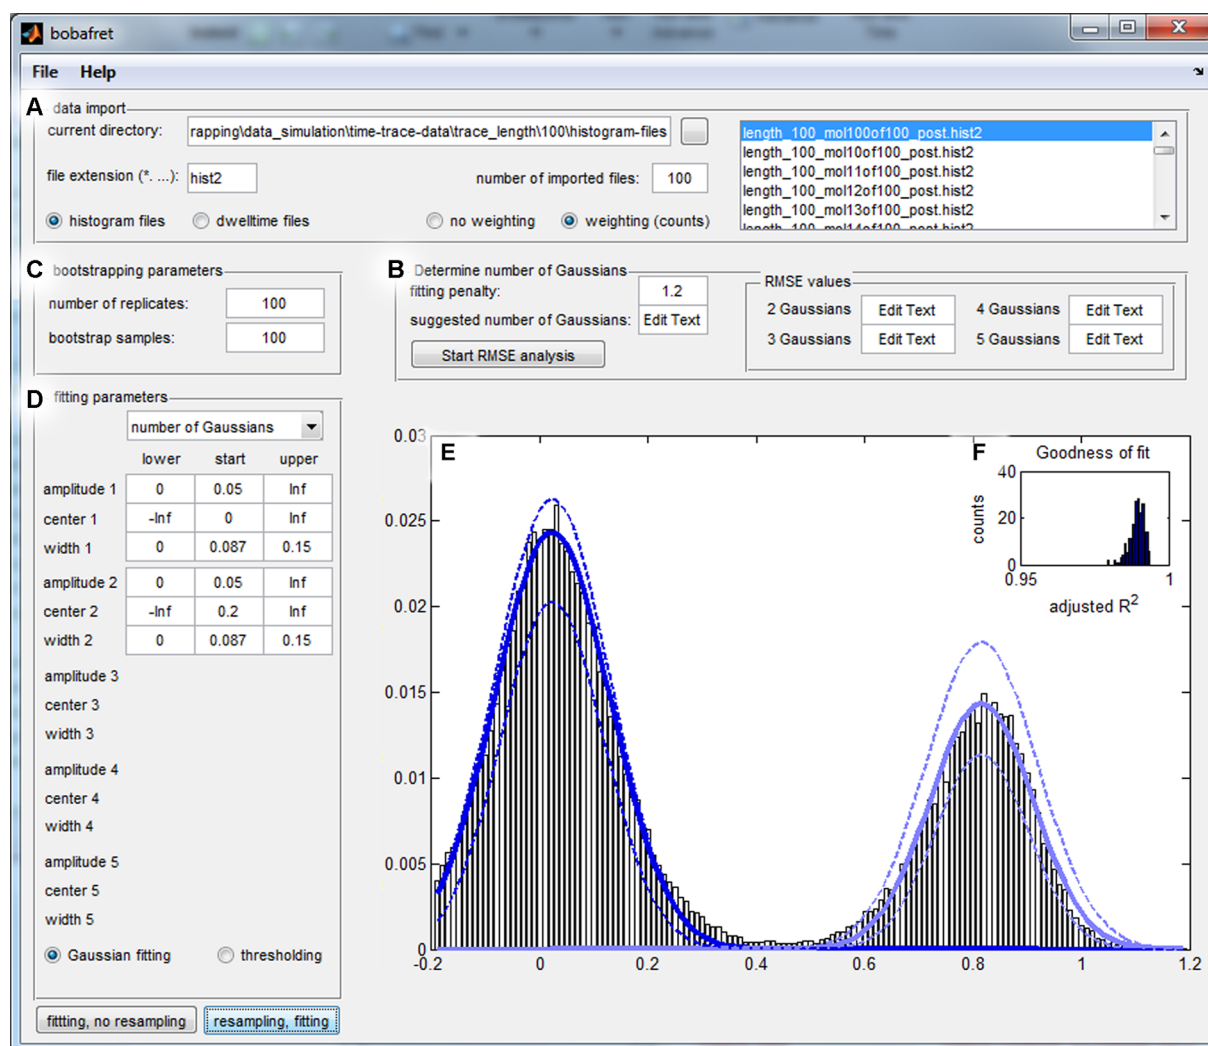 bobafret
File Help
A data import
current directory: rapping\data_simulation\time-trace-data\trace_length\100\histogram-files
file extension (*. ...): hist2 number of imported files: 100
histogram files dwelltime files no weighting weighting (counts)
length_100_mol100of100_post.hist2
length_100_mol10of100_post.hist2
length_100_mol11of100_post.hist2
length_100_mol12of100_post.hist2
length_100_mol13of100_post.hist2
length_100_mol14of100_post.hist2
C bootstrapping parameters
number of replicates: 100
bootstrap samples: 100
B Determine number of Gaussians
fitting penalty: 1.2
suggested number of Gaussians: Edit Text
Start RMSE analysis
RMSE values
2 Gaussians Edit Text 4 Gaussians Edit Text
3 Gaussians Edit Text 5 Gaussians Edit Text
D fitting parameters
number of Gaussians
lower start upper
amplitude 1 0 0.05 Inf
center 1 -Inf 0 Inf
width 1 0 0.087 0.15
amplitude 2 0 0.05 Inf
center 2 -Inf 0.2 Inf
width 2 0 0.087 0.15
amplitude 3
center 3
width 3
amplitude 4
center 4
width 4
amplitude 5
center 5
width 5
Gaussian fitting thresholding
fittting, no resampling resampling, fitting
E
0.03
0.025
0.02
0.015
0.01
0.005
0
-0.2 0 0.2 0.4 0.6 0.8 1 1.2
F Goodness of fit
counts
40
20
0
0.95 1
adjusted R²